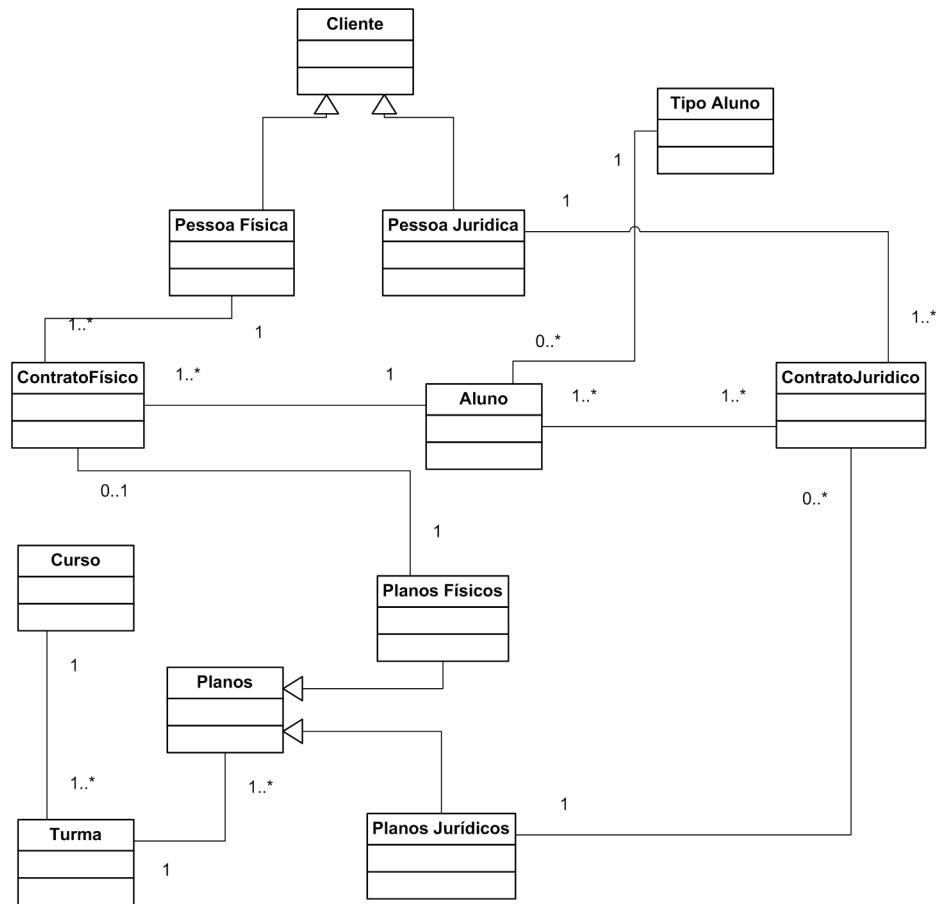 Cliente
Tipo Aluno
1
1
Pessoa Física
Pessoa Juridica
1..*
1
0..*
1..*
ContratoFísico
1..*
1
Aluno
1..*
1..*
ContratoJuridico
0..1
0..*
1
Curso
Planos Físicos
1
Planos
1..*
1..*
1
Turma
Planos Jurídicos
1